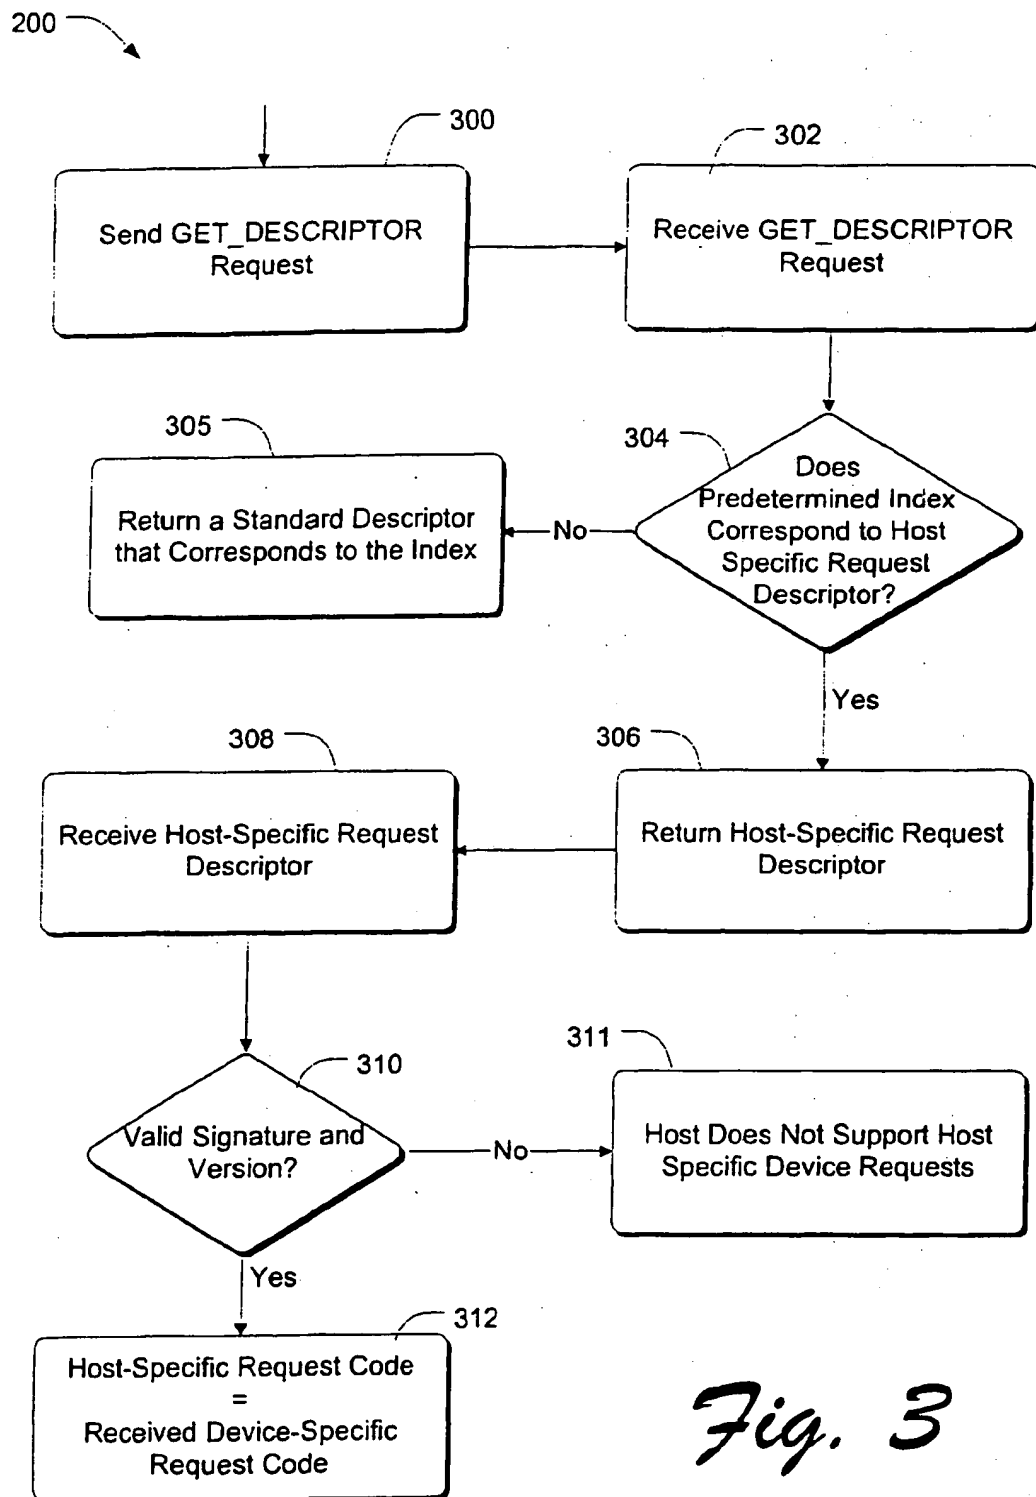 200
300
302
Send GET_DESCRIPTOR
Request
Receive GET_DESCRIPTOR
Request
305
304
Return a Standard Descriptor
that Corresponds to the Index
No
Does
Predetermined Index
Correspond to Host
Specific Request
Descriptor?
Yes
308
306
Receive Host-Specific Request
Descriptor
Return Host-Specific Request
Descriptor
310
311
Valid Signature and
Version?
No
Host Does Not Support Host
Specific Device Requests
Yes
312
Host-Specific Request Code
=
Received Device-Specific
Request Code
Fig. 3